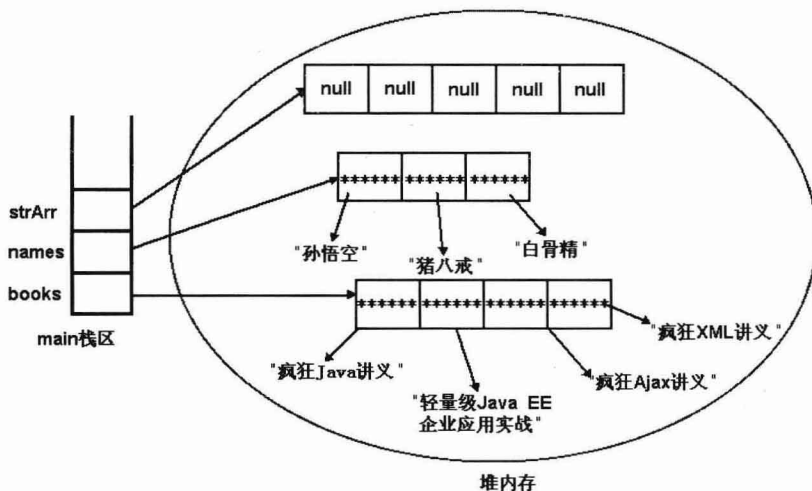 null null null null null
strArr
****** ****** ******
names
"孙悟空"
"猪八戒"
"白骨精"
books
****** ****** ****** ******
main栈区
"疯狂XML讲义"
"疯狂Java讲义"
"疯狂Ajax讲义"
"轻量级Java EE
企业应用实战"
堆内存